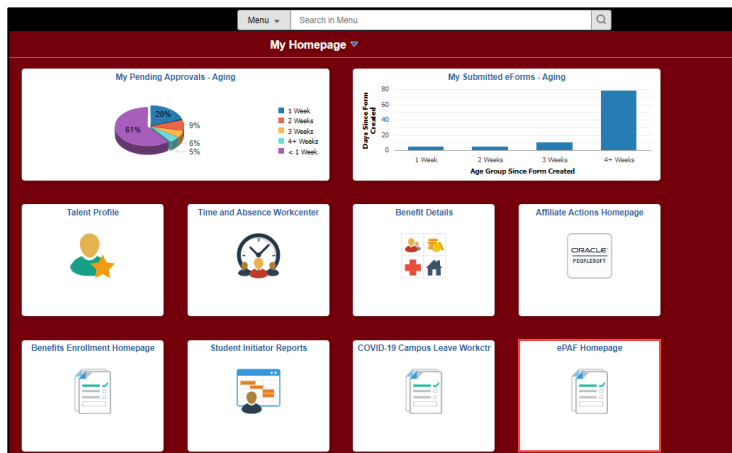 Menu
Search in Menu
My Homepage
My Pending Approvals - Aging
20%
61%
9%
6%
5%
1 Week
2 Weeks
3 Weeks
4+ Weeks
< 1 Week
My Submitted eForms - Aging
Days Since Form
Created
80
60
40
20
0
1 Week 2 Weeks 3 Weeks 4+ Weeks
Age Group Since Form Created
Talent Profile
Time and Absence Workcenter
Benefit Details
Affiliate Actions Homepage
ORACLE
PEOPLESOFT
Benefits Enrollment Homepage
Student Initiator Reports
COVID-19 Campus Leave Workctr
ePAF Homepage